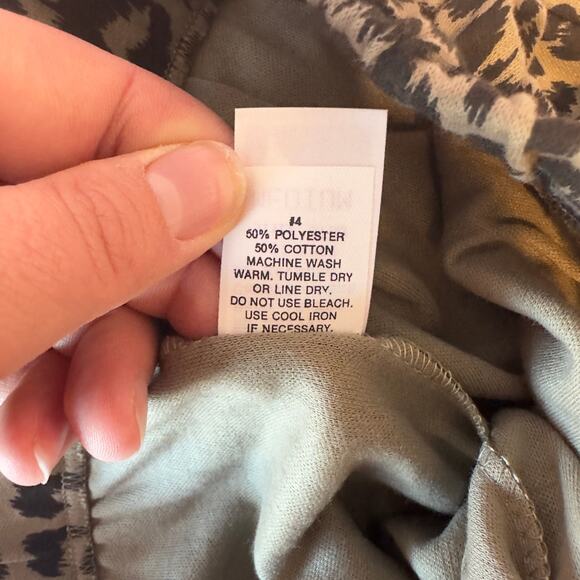 #4
50% POLYESTER
50% COTTON
MACHINE WASH
WARM. TUMBLE DRY
OR LINE DRY.
DO NOT USE BLEACH.
USE COOL IRON
IF NECESSARY.